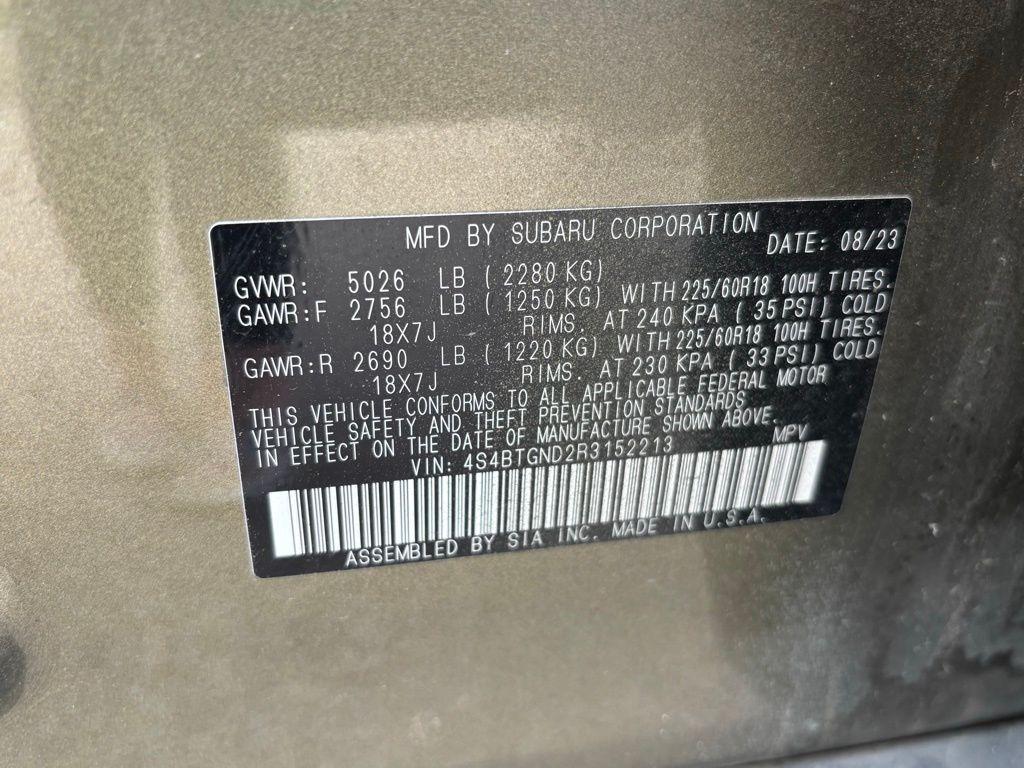 MFD BY SUBARU CORPORATION DATE: 08/23
GVWR: 5026 LB ( 2280 KG)
GAWR:F 2756 LB ( 1250 KG) WITH 225/60R18 100H TIRES.
18X7J RIMS. AT 240 KPA ( 35 PSI) COLD
GAWR:R 2690 LB ( 1220 KG) WITH 225/60R18 100H TIRES.
18X7J RIMS. AT 230 KPA ( 33 PSI) COLD
THIS VEHICLE CONFORMS TO ALL APPLICABLE FEDERAL MOTOR
VEHICLE SAFETY AND THEFT PREVENTION STANDARDS
IN EFFECT ON THE DATE OF MANUFACTURE SHOWN ABOVE.
VIN: 4S4BTGND2R3152213 MPV
ASSEMBLED BY SIA INC. MADE IN U.S.A.